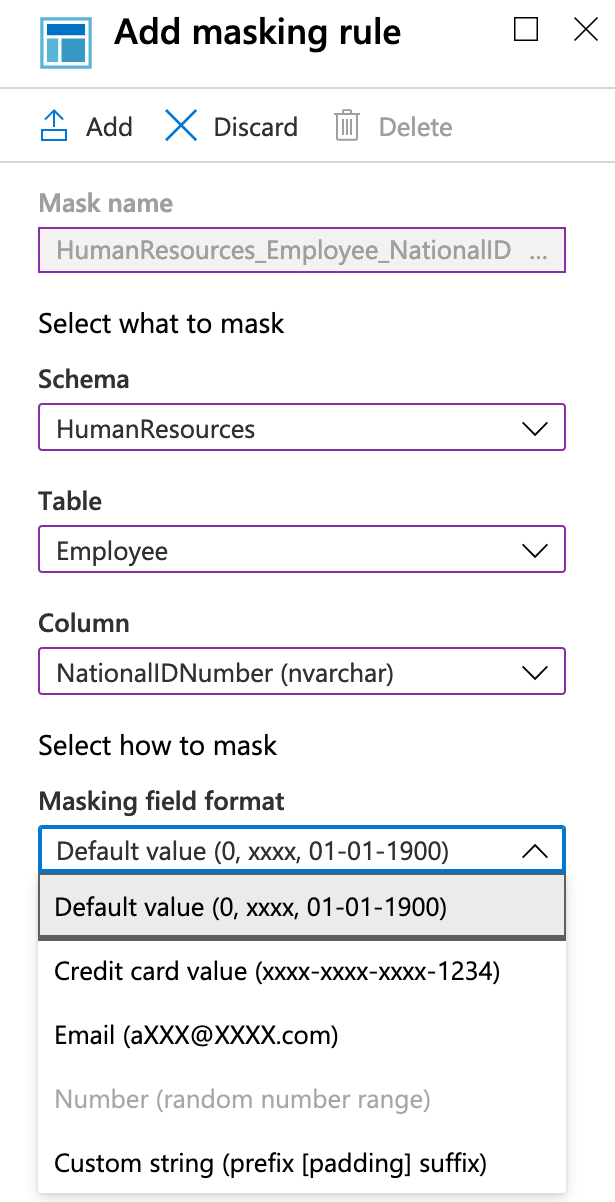 Add masking rule
Add Discard Delete
Mask name
HumanResources_Employee_NationalID ...
Select what to mask
Schema
HumanResources
Table
Employee
Column
NationalIDNumber (nvarchar)
Select how to mask
Masking field format
Default value (0, xxxx, 01-01-1900)
Default value (0, xxxx, 01-01-1900)
Credit card value (xxxx-xxxx-xxxx-1234)
Email (aXXX@XXXX.com)
Number (random number range)
Custom string (prefix [padding] suffix)